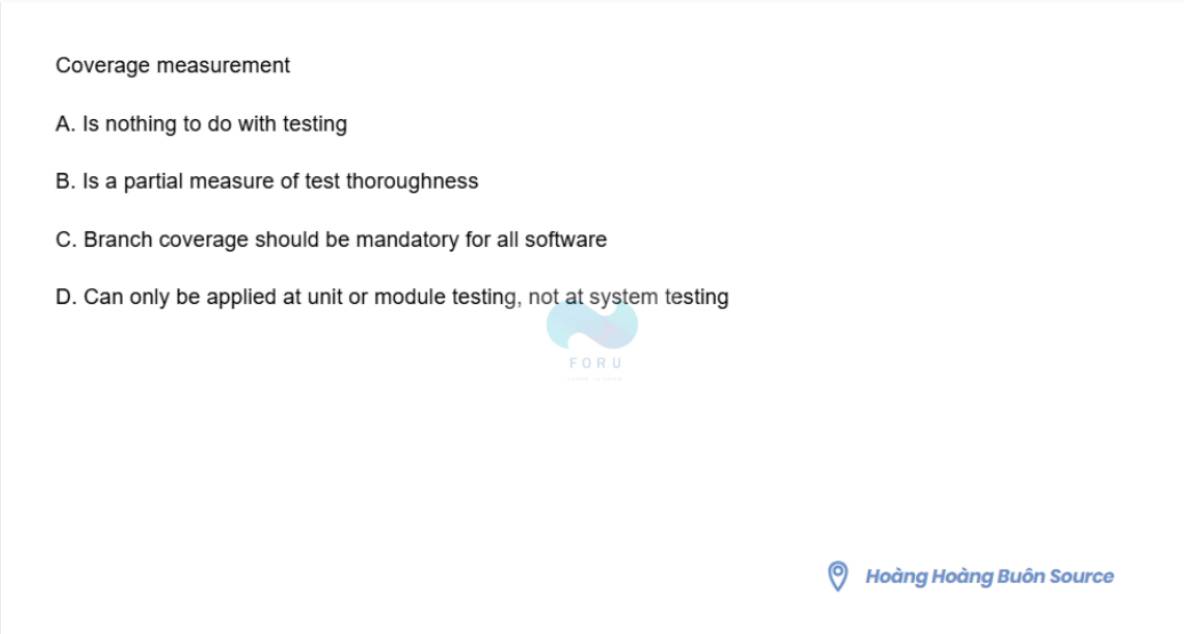 Coverage measurement
A. Is nothing to do with testing
B. Is a partial measure of test thoroughness
C. Branch coverage should be mandatory for all software
D. Can only be applied at unit or module testing, not at system testing
FORU
Hoàng Hoàng Buôn Source